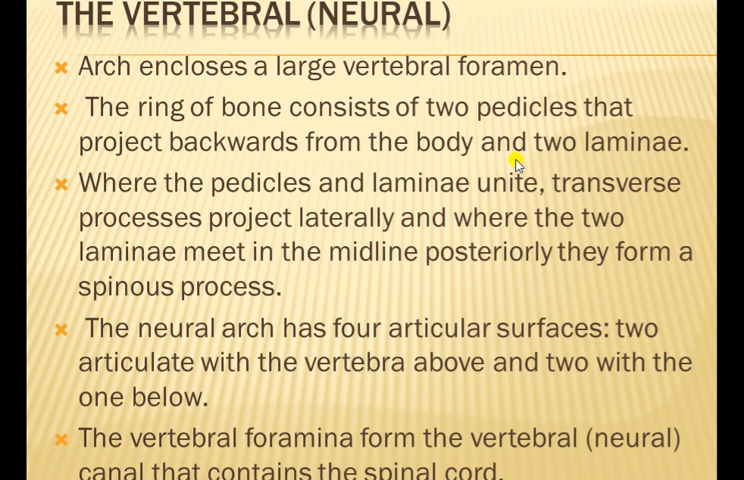 THE VERTEBRAL (NEURAL)
Arch encloses a large vertebral foramen.
The ring of bone consists of two pedicles that
project backwards from the body and two laminae.
Where the pedicles and laminae unite, transverse
processes project laterally and where the two
laminae meet in the midline posteriorly they form a
spinous process.
The neural arch has four articular surfaces: two
articulate with the vertebra above and two with the
one below.
The vertebral foramina form the vertebral (neural)
canal that contains the spinal cord.